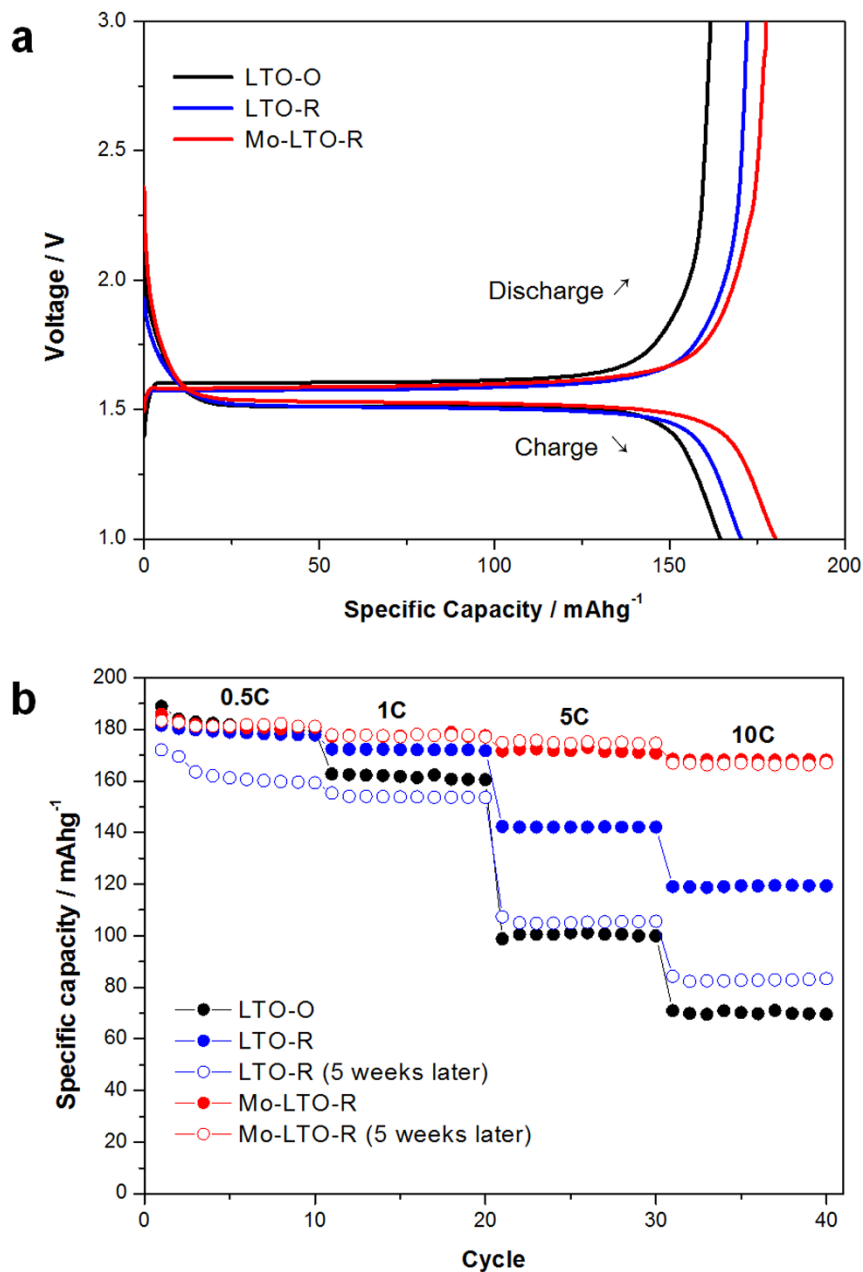 a
3.0
2.5
2.0
1.5
1.0
Voltage / V
LTO-O
LTO-R
Mo-LTO-R
Discharge ↗
Charge ↘
0
50
100
150
200
Specific Capacity / mAhg⁻¹
b
200
180
160
140
120
100
80
60
40
20
0
Specific capacity / mAhg⁻¹
0.5C
1C
5C
10C
LTO-O
LTO-R
LTO-R (5 weeks later)
Mo-LTO-R
Mo-LTO-R (5 weeks later)
0
10
20
30
40
Cycle